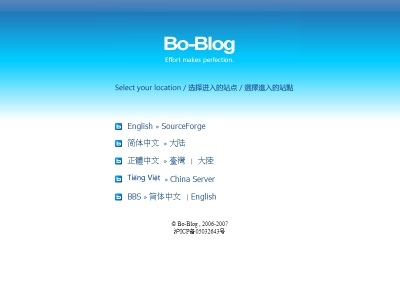 Bo-Blog
Effort makes perfection.
Select your location / 选择进入的站点 / 選擇進入的站點
English » SourceForge
简体中文 » 大陆
正體中文 » 臺灣 | 大陸
Tiếng Việt » China Server
BBS » 简体中文 | English
© Bo-Blog , 2006-2007
沪ICP备05032843号